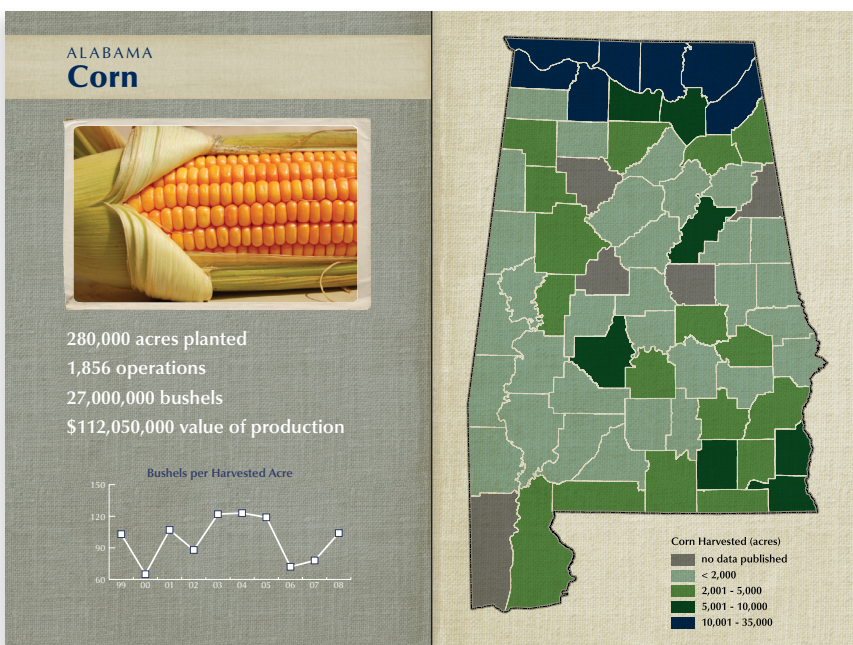 ALABAMA
Corn
280,000 acres planted
1,856 operations
27,000,000 bushels
$112,050,000 value of production
Bushels per Harvested Acre
150
120
90
60
99 00 01 02 03 04 05 06 07 08
Corn Harvested (acres)
no data published
< 2,000
2,001 - 5,000
5,001 - 10,000
10,001 - 35,000